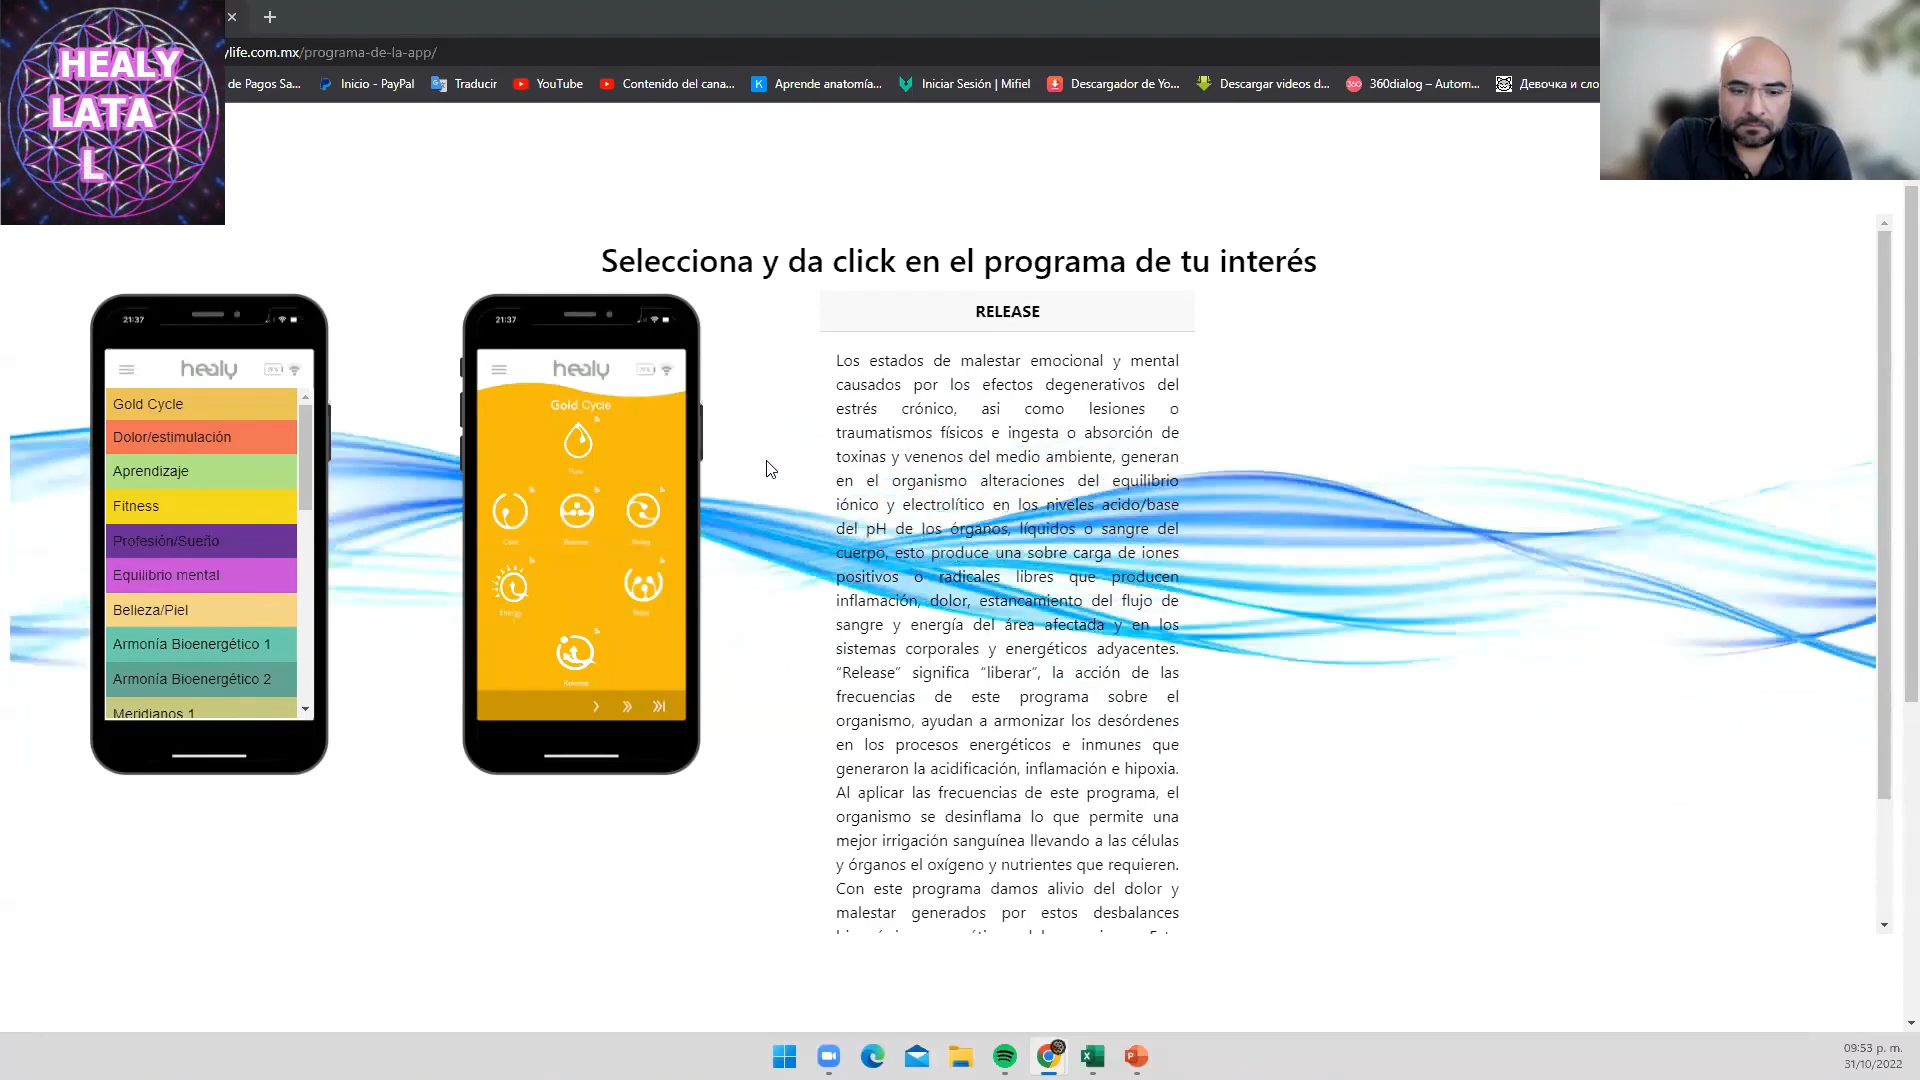 HEALY
LATA
L
ylife.com.mx/programa-de-la-app/
de Pagos Sa... Inicio - PayPal Traducir YouTube Contenido del cana... Aprende anatomía... Iniciar Sesión | Mifiel Descargador de Yo... Descargar videos d... 360dialog – Autom... Девочка и сло
Selecciona y da click en el programa de tu interés
21:37
healy
Gold Cycle
Dolor/estimulación
Aprendizaje
Fitness
Profesión/Sueño
Equilibrio mental
Belleza/Piel
Armonía Bioenergético 1
Armonía Bioenergético 2
Meridianos 1
21:37
healy
Gold Cycle
Pure
Care
Energy
Relax
Release
RELEASE
Los estados de malestar emocional y mental
causados por los efectos degenerativos del
estrés crónico, asi como lesiones o
traumatismos físicos e ingesta o absorción de
toxinas y venenos del medio ambiente, generan
en el organismo alteraciones del equilibrio
iónico y electrolítico en los niveles acido/base
del pH de los órganos, líquidos o sangre del
cuerpo, esto produce una sobre carga de iones
positivos o radicales libres que producen
inflamación, dolor, estancamiento del flujo de
sangre y energía del área afectada y en los
sistemas corporales y energéticos adyacentes.
“Release” significa “liberar”, la acción de las
frecuencias de este programa sobre el
organismo, ayudan a armonizar los desórdenes
en los procesos energéticos e inmunes que
generaron la acidificación, inflamación e hipoxia.
Al aplicar las frecuencias de este programa, el
organismo se desinflama lo que permite una
mejor irrigación sanguínea llevando a las células
y órganos el oxígeno y nutrientes que requieren.
Con este programa damos alivio del dolor y
malestar generados por estos desbalances
09:53 p. m.
31/10/2022